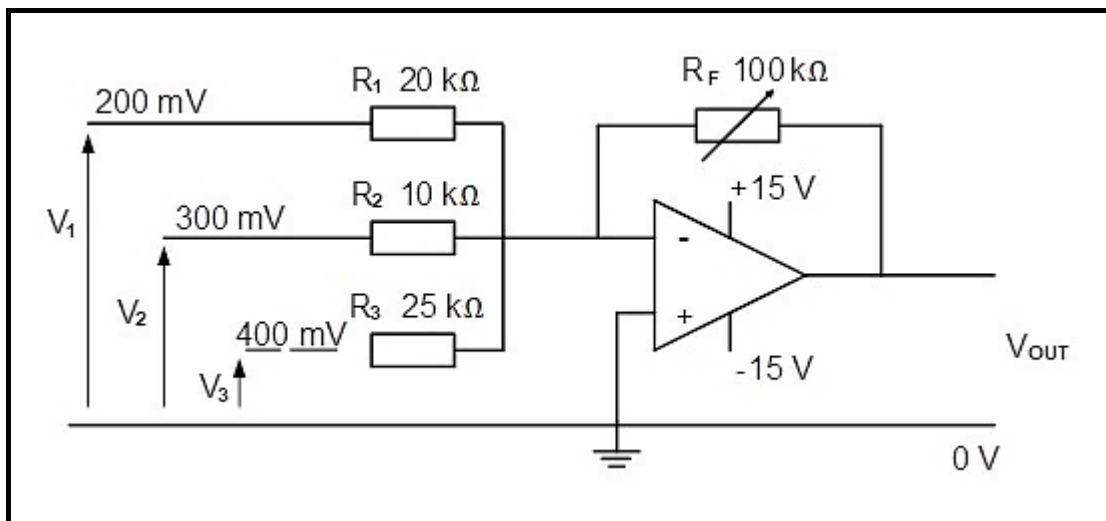 R₁ 20 kΩ
R_F 100 kΩ
200 mV
+15 V
R₂ 10 kΩ
300 mV
V₁
-
R₃ 25 kΩ
V₂
400 mV
+
-15 V
V_OUT
V₃
0 V